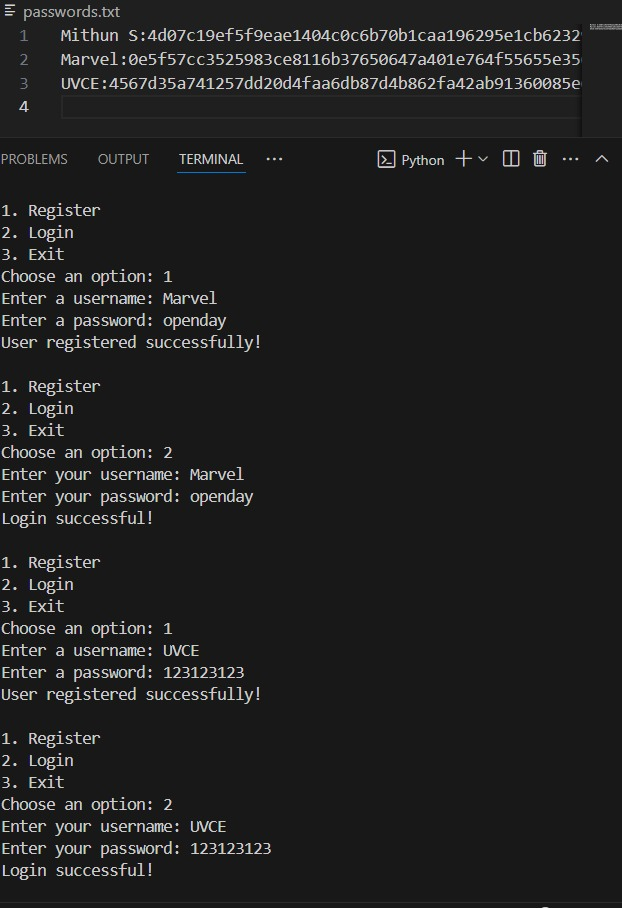 passwords.txt
1 Mithun S:4d07c19ef5f9eae1404c0c6b70b1caa196295e1cb6232
2 Marvel:0e5f57cc3525983ce8116b37650647a401e764f55655e35
3 UVCE:4567d35a741257dd20d4faa6db87d4b862fa42ab91360085e
4
PROBLEMS OUTPUT TERMINAL ··· Python
1. Register
2. Login
3. Exit
Choose an option: 1
Enter a username: Marvel
Enter a password: openday
User registered successfully!
1. Register
2. Login
3. Exit
Choose an option: 2
Enter your username: Marvel
Enter your password: openday
Login successful!
1. Register
2. Login
3. Exit
Choose an option: 1
Enter a username: UVCE
Enter a password: 123123123
User registered successfully!
1. Register
2. Login
3. Exit
Choose an option: 2
Enter your username: UVCE
Enter your password: 123123123
Login successful!